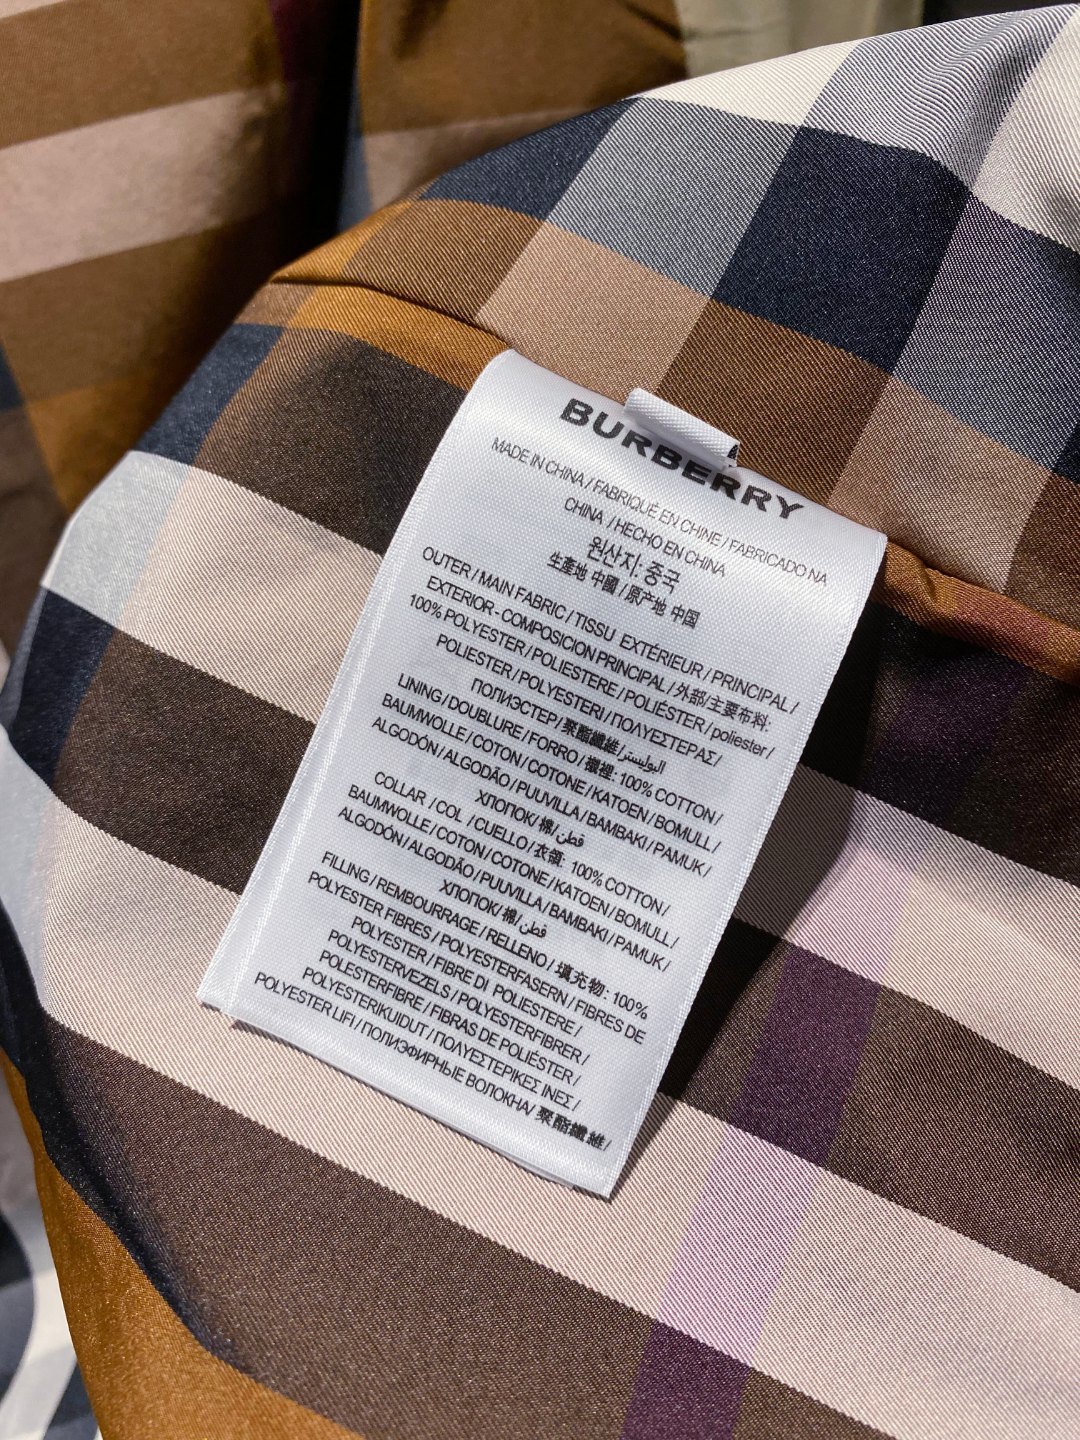 BURBERRY
MADE IN CHINA / FABRIQUÉ EN CHINE / FABRICADO NA
CHINA / HECHO EN CHINA
원산지: 중국
生產地 中國 / 原产地 中国
OUTER / MAIN FABRIC / TISSU EXTÉRIEUR / PRINCIPAL /
EXTERIOR - COMPOSICION PRINCIPAL / 外部/主要布料:
100% POLYESTER / POLIESTERE / POLIÉSTER / poliester /
POLIESTER / POLYESTERI / ΠΟΛΥΕΣΤΕΡΑΣ /
ПОЛИЭСТЕР / 聚酯纖維 / البوليستر
LINING / DOUBLURE / FORRO / 襯裡: 100% COTTON /
BAUMWOLLE / COTON / COTONE / KATOEN / BOMULL /
ALGODÓN / ALGODÃO / PUUVILLA / BAMBAKI / PAMUK /
ХЛОПОК / 棉 / قطن
COLLAR / COL / CUELLO / 衣領: 100% COTTON /
BAUMWOLLE / COTON / COTONE / KATOEN / BOMULL /
ALGODÓN / ALGODÃO / PUUVILLA / BAMBAKI / PAMUK /
ХЛОПОК / 棉 / قطن
FILLING / REMBOURRAGE / RELLENO / 填充物: 100%
POLYESTER FIBRES / POLYESTERFASERN / FIBRES DE
POLYESTER / FIBRE DI POLIESTERE /
POLYESTERVEZELS / POLYESTERFIBRER /
POLESTERFIBRE / FIBRAS DE POLIÉSTER /
POLYESTERIKUIDUT / ΠΟΛΥΕΣΤΕΡΙΚΕΣ ΙΝΕΣ /
POLYESTER LIFI / ПОЛИЭФИРНЫЕ ВОЛОКНА / 聚酯纖維 /